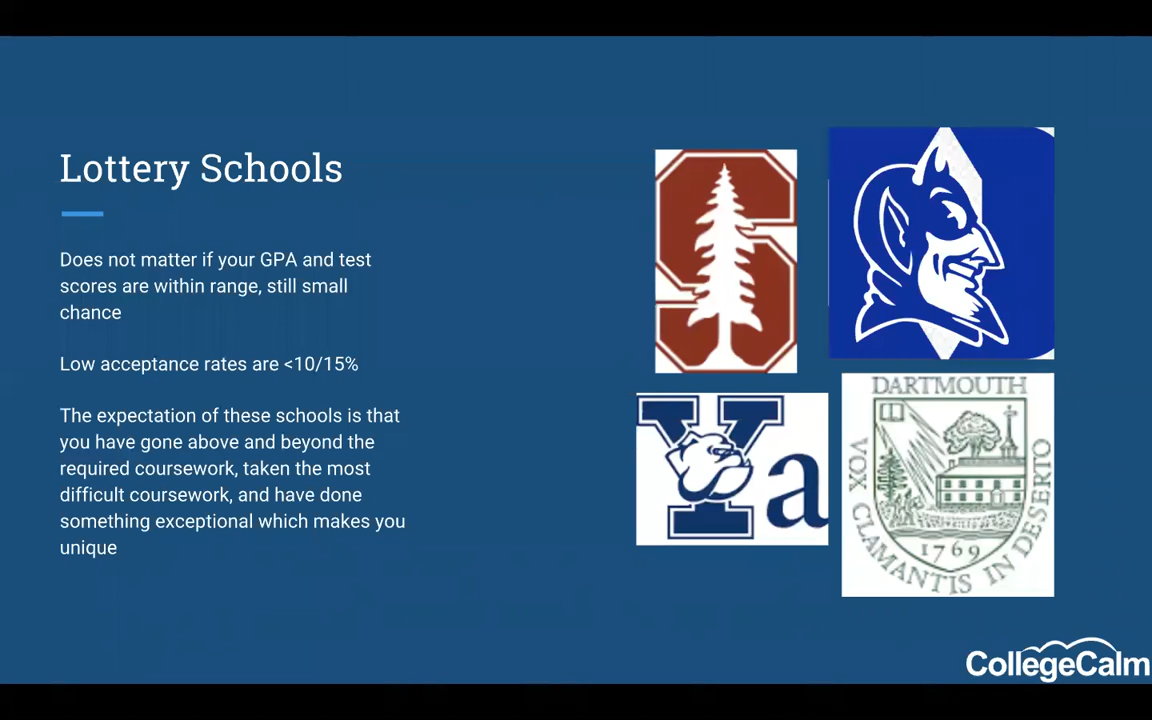 Lottery Schools
Does not matter if your GPA and test
scores are within range, still small
chance
Low acceptance rates are <10/15%
The expectation of these schools is that
you have gone above and beyond the
required coursework, taken the most
difficult coursework, and have done
something exceptional which makes you
unique
S
Y a
DARTMOUTH
VOX CLAMANTIS IN DESERTO
1769
CollegeCalm